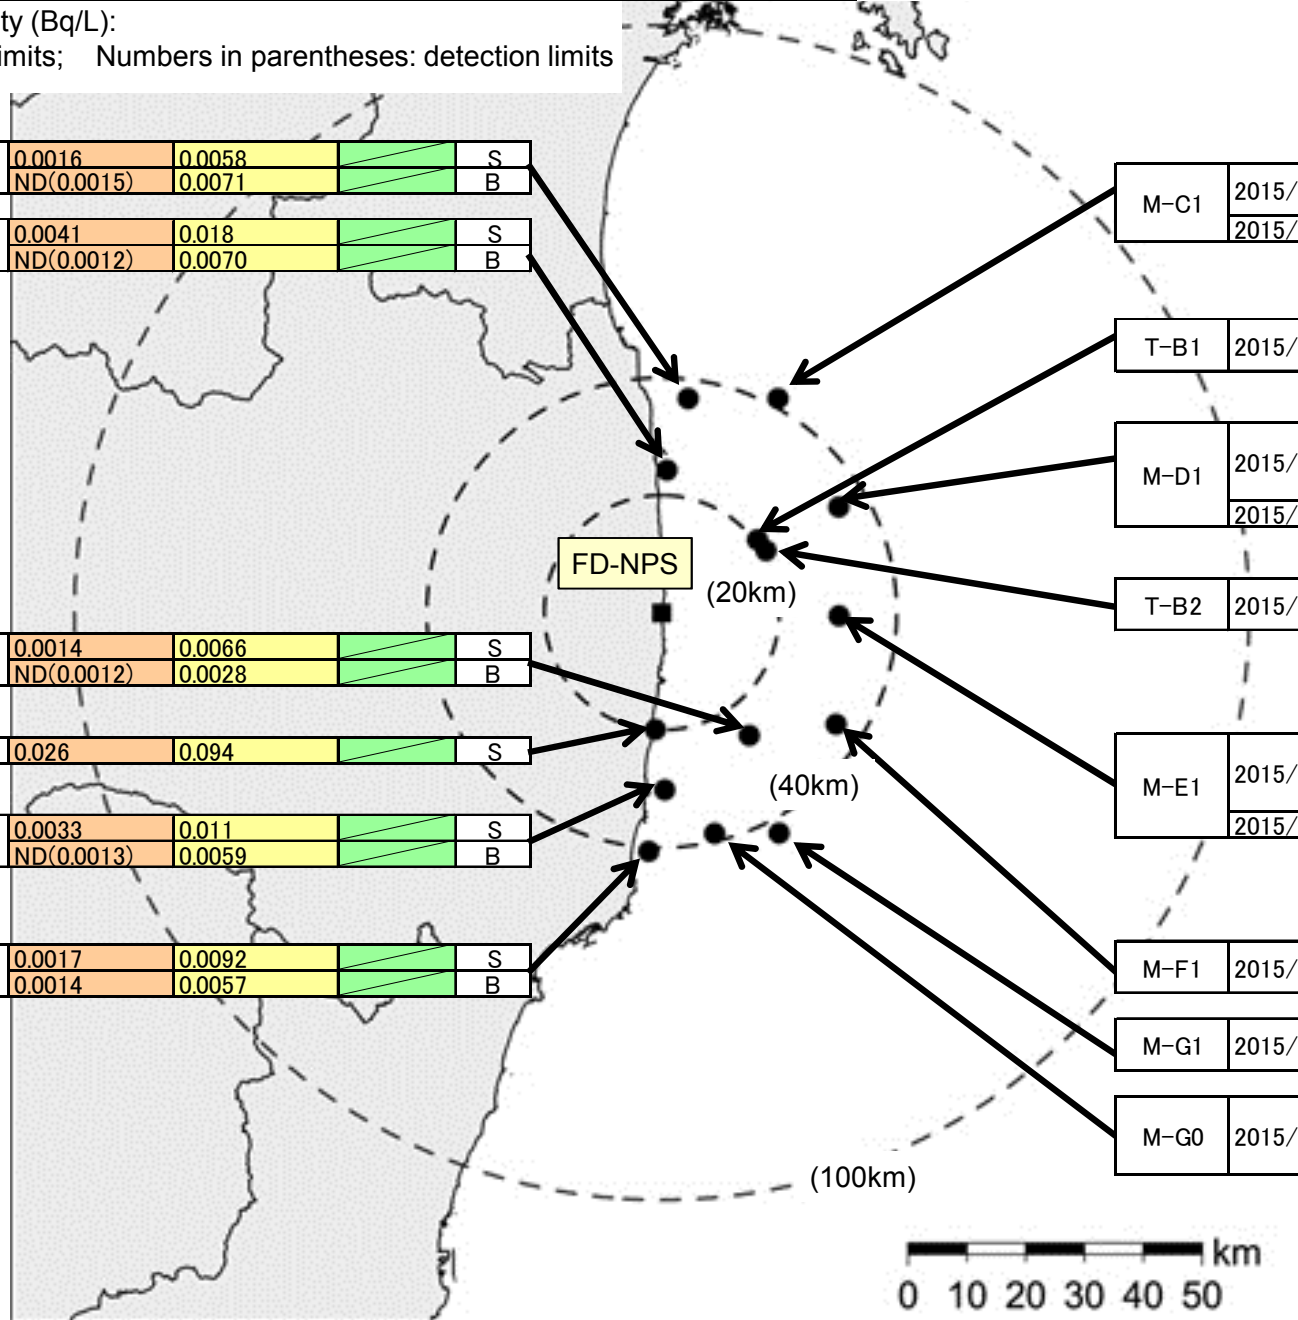 ty (Bq/L):
imits; Numbers in parentheses: detection limits
0.0016 0.0058 S
ND(0.0015) 0.0071 B
0.0041 0.018 S
ND(0.0012) 0.0070 B
M-C1 2015/
2015/
T-B1 2015/
M-D1 2015/
2015/
FD-NPS
(20km)
T-B2 2015/
0.0014 0.0066 S
ND(0.0012) 0.0028 B
0.026 0.094 S
M-E1 2015/
2015/
(40km)
0.0033 0.011 S
ND(0.0013) 0.0059 B
0.0017 0.0092 S
0.0014 0.0057 B
M-F1 2015/
M-G1 2015/
M-G0 2015/
(100km)
km
0 10 20 30 40 50